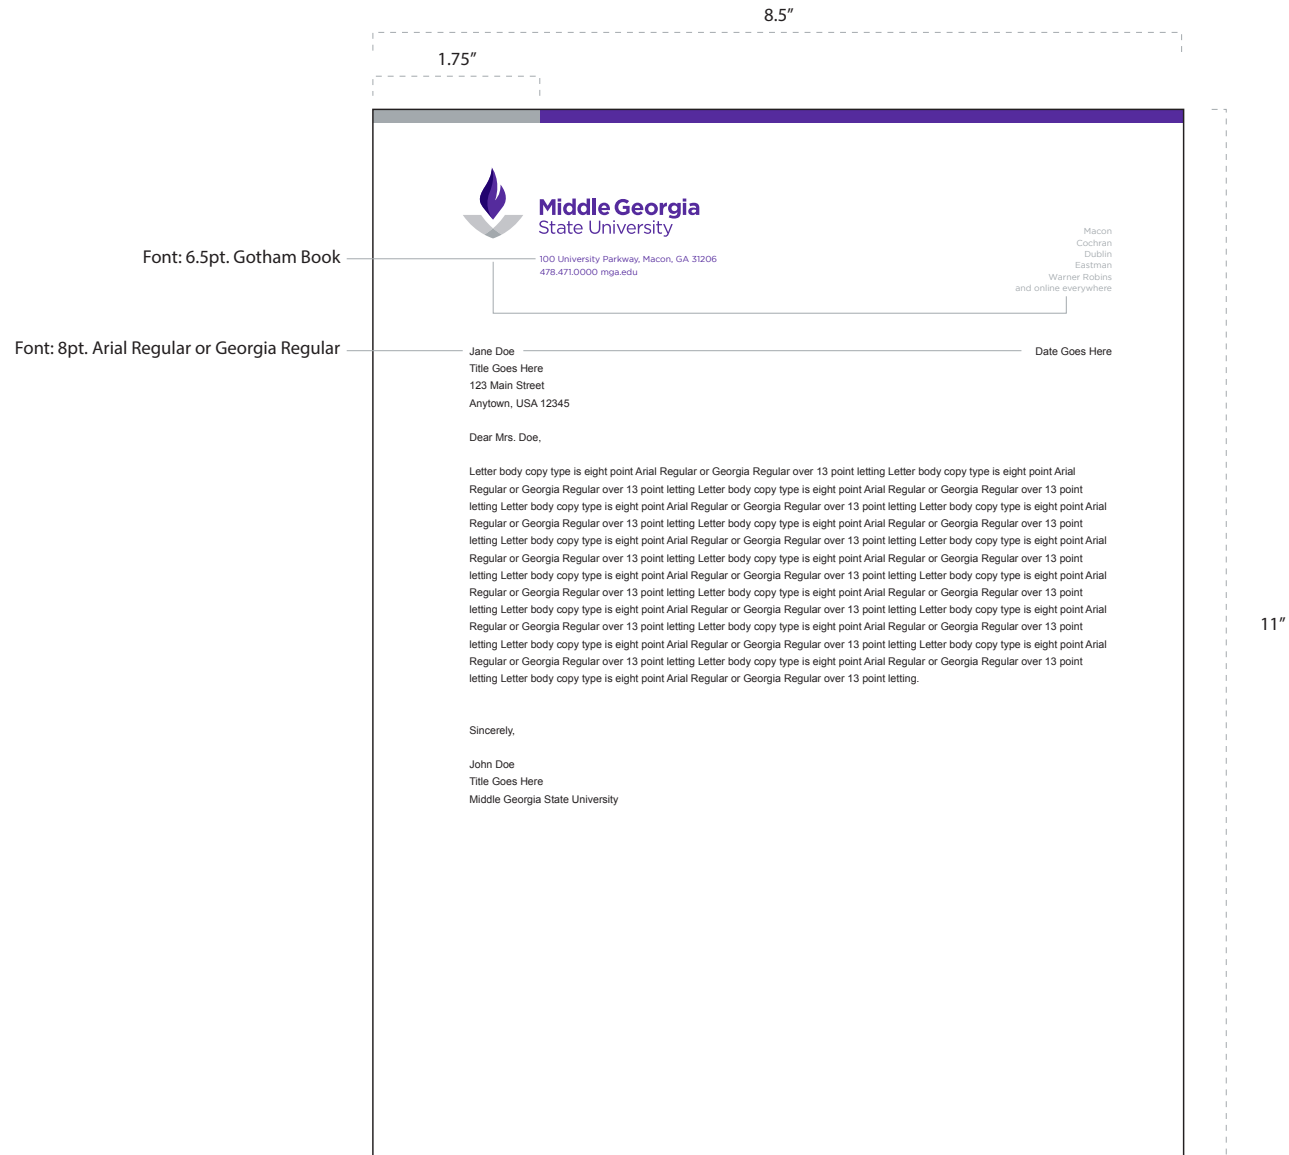 8.5”
1.75”
Middle Georgia
State University
Macon
Cochran
Dublin
Eastman
Warner Robins
and online everywhere
Font: 6.5pt. Gotham Book
100 University Parkway, Macon, GA 31206
478.471.0000 mga.edu
Font: 8pt. Arial Regular or Georgia Regular
Jane Doe
Date Goes Here
Title Goes Here
123 Main Street
Anytown, USA 12345
Dear Mrs. Doe,
Letter body copy type is eight point Arial Regular or Georgia Regular over 13 point letting Letter body copy type is eight point Arial
Regular or Georgia Regular over 13 point letting Letter body copy type is eight point Arial Regular or Georgia Regular over 13 point
letting Letter body copy type is eight point Arial Regular or Georgia Regular over 13 point letting Letter body copy type is eight point Arial
Regular or Georgia Regular over 13 point letting Letter body copy type is eight point Arial Regular or Georgia Regular over 13 point
letting Letter body copy type is eight point Arial Regular or Georgia Regular over 13 point letting Letter body copy type is eight point Arial
Regular or Georgia Regular over 13 point letting Letter body copy type is eight point Arial Regular or Georgia Regular over 13 point
letting Letter body copy type is eight point Arial Regular or Georgia Regular over 13 point letting Letter body copy type is eight point Arial
Regular or Georgia Regular over 13 point letting Letter body copy type is eight point Arial Regular or Georgia Regular over 13 point
letting Letter body copy type is eight point Arial Regular or Georgia Regular over 13 point letting Letter body copy type is eight point Arial
Regular or Georgia Regular over 13 point letting Letter body copy type is eight point Arial Regular or Georgia Regular over 13 point
letting Letter body copy type is eight point Arial Regular or Georgia Regular over 13 point letting Letter body copy type is eight point Arial
Regular or Georgia Regular over 13 point letting Letter body copy type is eight point Arial Regular or Georgia Regular over 13 point
letting Letter body copy type is eight point Arial Regular or Georgia Regular over 13 point letting.
11”
Sincerely,
John Doe
Title Goes Here
Middle Georgia State University